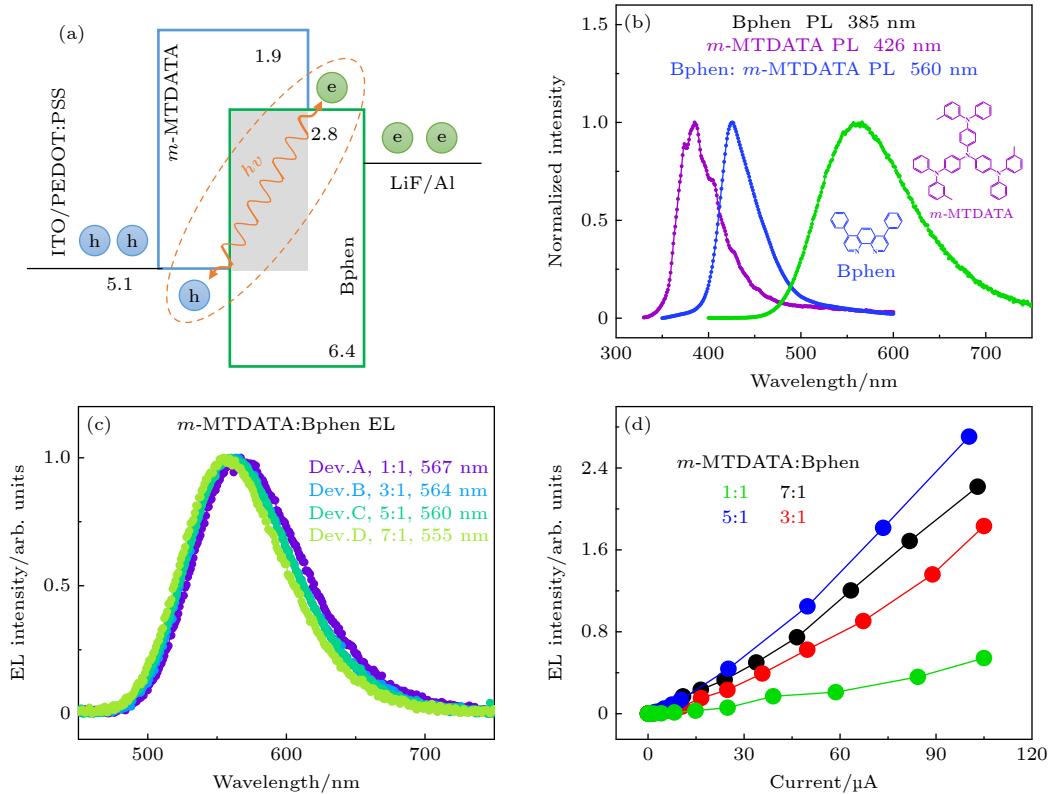 (a)
ITO/PEDOT:PSS
m-MTDATA
1.9
e
2.8
hν
e e
LiF/Al
h h
5.1
h
Bphen
6.4
(b)
Bphen PL 385 nm
m-MTDATA PL 426 nm
Bphen: m-MTDATA PL 560 nm
Normalized intensity
1.5
1.0
0.5
0
N
N
N
N
m-MTDATA
N N
Bphen
300 400 500 600 700
Wavelength/nm
(c)
m-MTDATA:Bphen EL
Dev.A, 1:1, 567 nm
Dev.B, 3:1, 564 nm
Dev.C, 5:1, 560 nm
Dev.D, 7:1, 555 nm
EL intensity/arb. units
1.0
0.5
0
500 600 700
Wavelength/nm
(d)
m-MTDATA:Bphen
1:1 7:1
5:1 3:1
EL intensity/arb. units
2.4
1.6
0.8
0
0 30 60 90 120
Current/μA